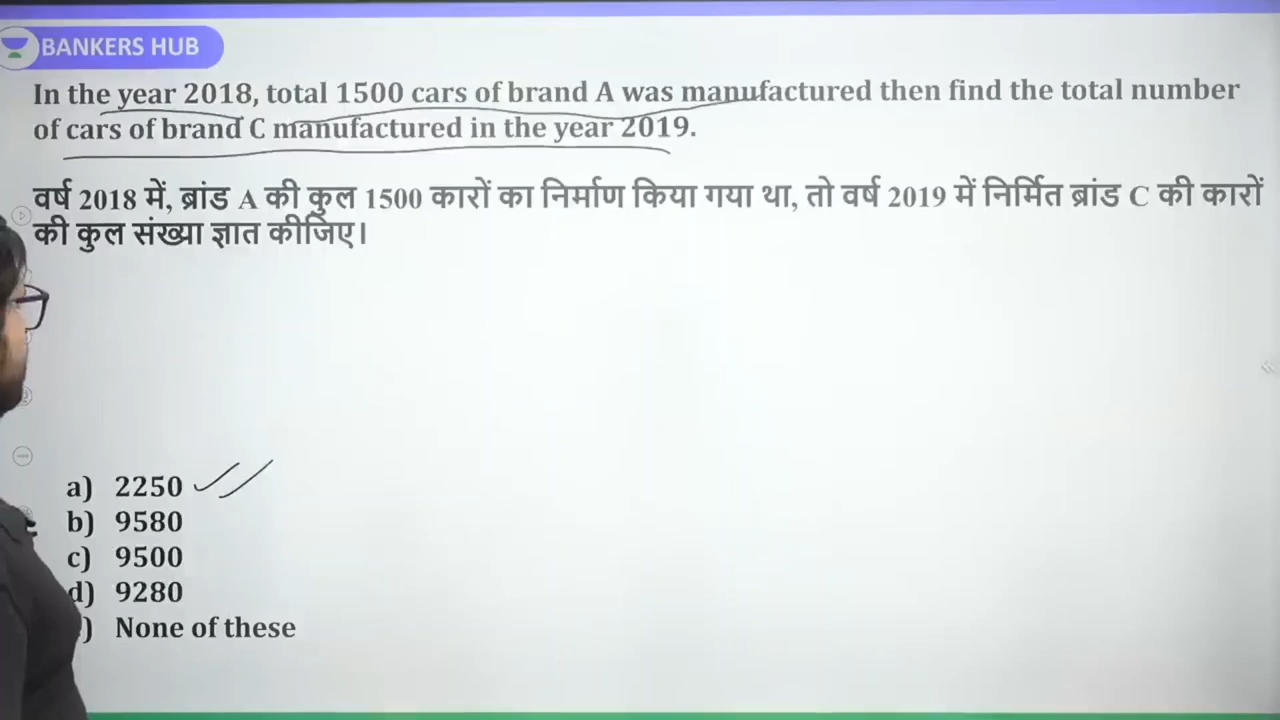 BANKERS HUB
In the year 2018, total 1500 cars of brand A was manufactured then find the total number
of cars of brand C manufactured in the year 2019.
वर्ष 2018 में, ब्रांड A की कुल 1500 कारों का निर्माण किया गया था, तो वर्ष 2019 में निर्मित ब्रांड C की कारों
की कुल संख्या ज्ञात कीजिए।
a) 2250
b) 9580
c) 9500
d) 9280
) None of these